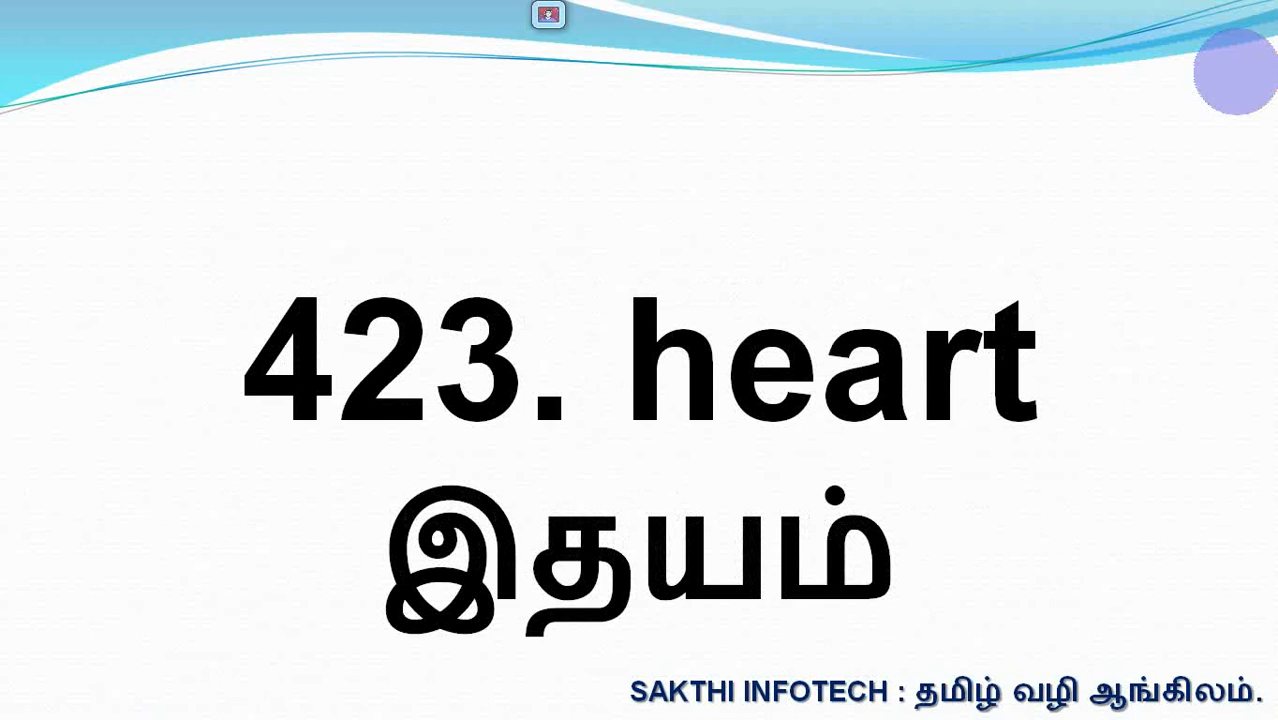 423. heart
இதயம்
SAKTHI INFOTECH : தமிழ் வழி ஆங்கிலம்.